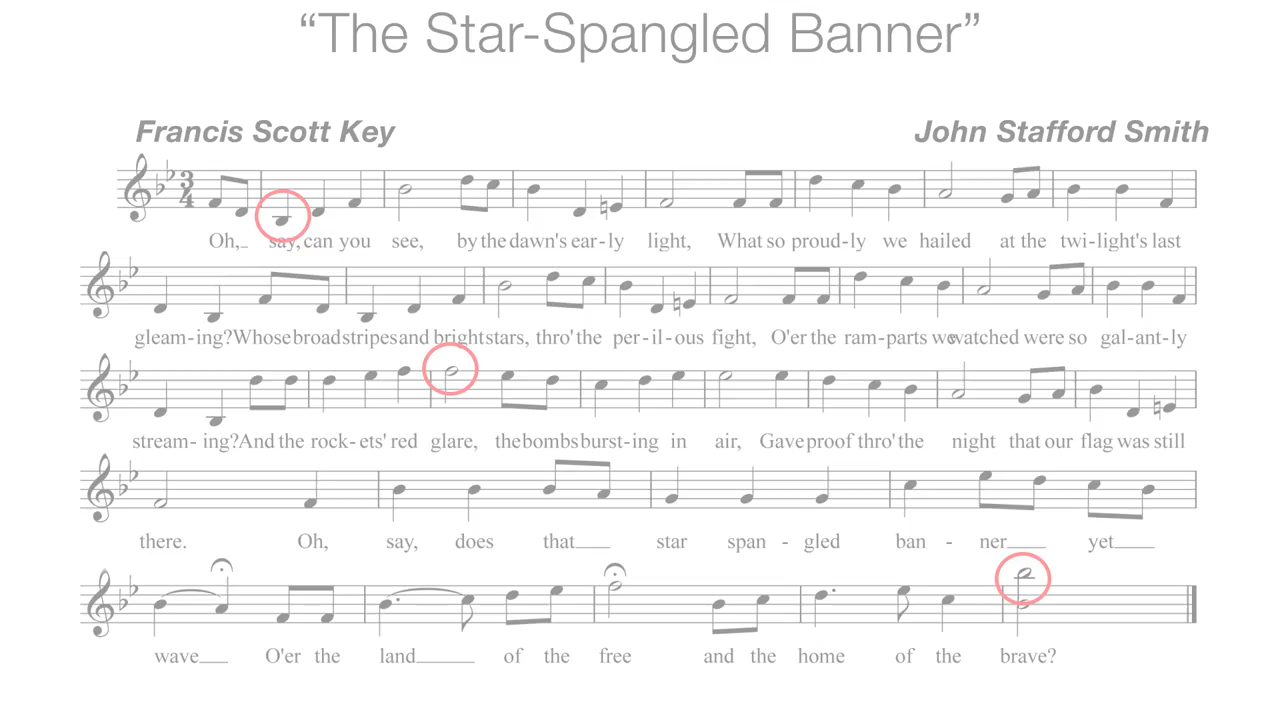 “The Star-Spangled Banner”
Francis Scott Key John Stafford Smith
3
4
Oh, say, can you see, by the dawn's ear-ly light, What so proud-ly we hailed at the twi-light's last
gleam-ing? Whose broad stripes and bright stars, thro' the per-il-ous fight, O'er the ram-parts we watched were so gal-ant-ly
stream-ing? And the rock-ets' red glare, the bombs burst-ing in air, Gave proof thro' the night that our flag was still
there. Oh, say, does that star span-gled ban-ner yet
wave O'er the land of the free and the home of the brave?